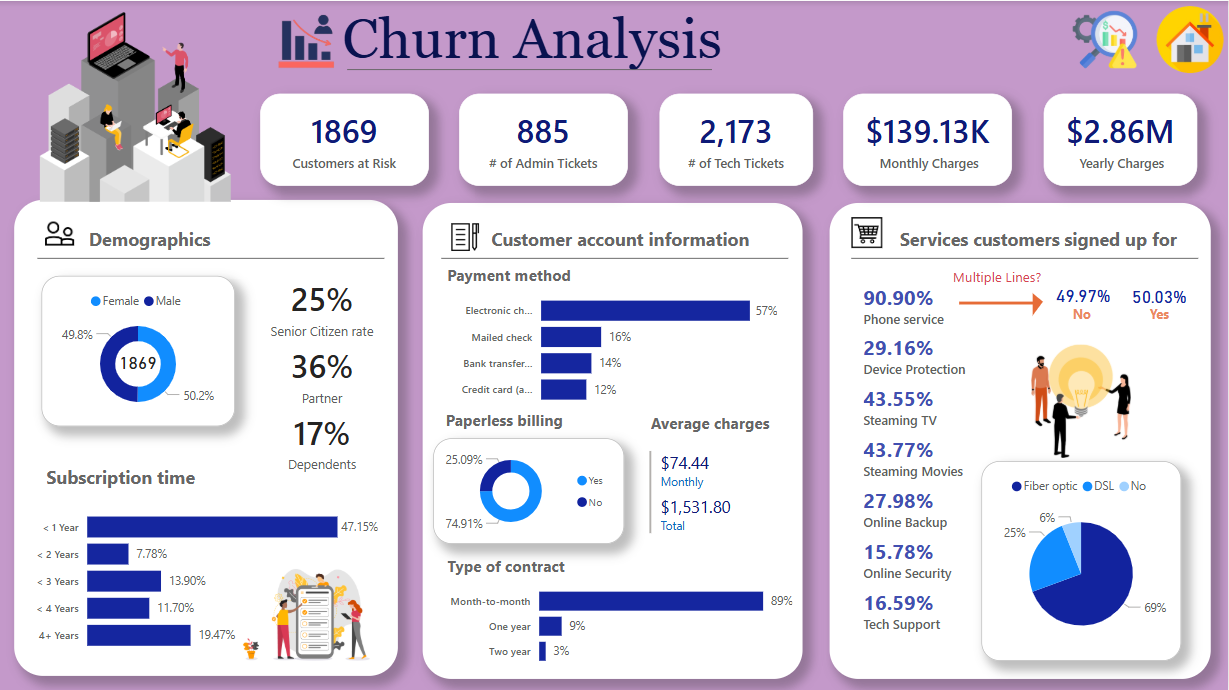 Churn Analysis
1869
Customers at Risk
885
# of Admin Tickets
2,173
# of Tech Tickets
$139.13K
Monthly Charges
$2.86M
Yearly Charges
Demographics
Female Male
49.8%
1869
50.2%
25%
Senior Citizen rate
36%
Partner
17%
Dependents
Subscription time
< 1 Year 47.15%
< 2 Years 7.78%
< 3 Years 13.90%
< 4 Years 11.70%
4+ Years 19.47%
Customer account information
Payment method
Electronic ch... 57%
Mailed check 16%
Bank transfer... 14%
Credit card (a... 12%
Paperless billing
25.09%
74.91%
Yes
No
Average charges
$74.44
Monthly
$1,531.80
Total
Type of contract
Month-to-month 89%
One year 9%
Two year 3%
Services customers signed up for
Multiple Lines?
90.90%
Phone service
49.97%
No
50.03%
Yes
29.16%
Device Protection
43.55%
Steaming TV
43.77%
Steaming Movies
27.98%
Online Backup
15.78%
Online Security
16.59%
Tech Support
Fiber optic DSL No
6%
25%
69%